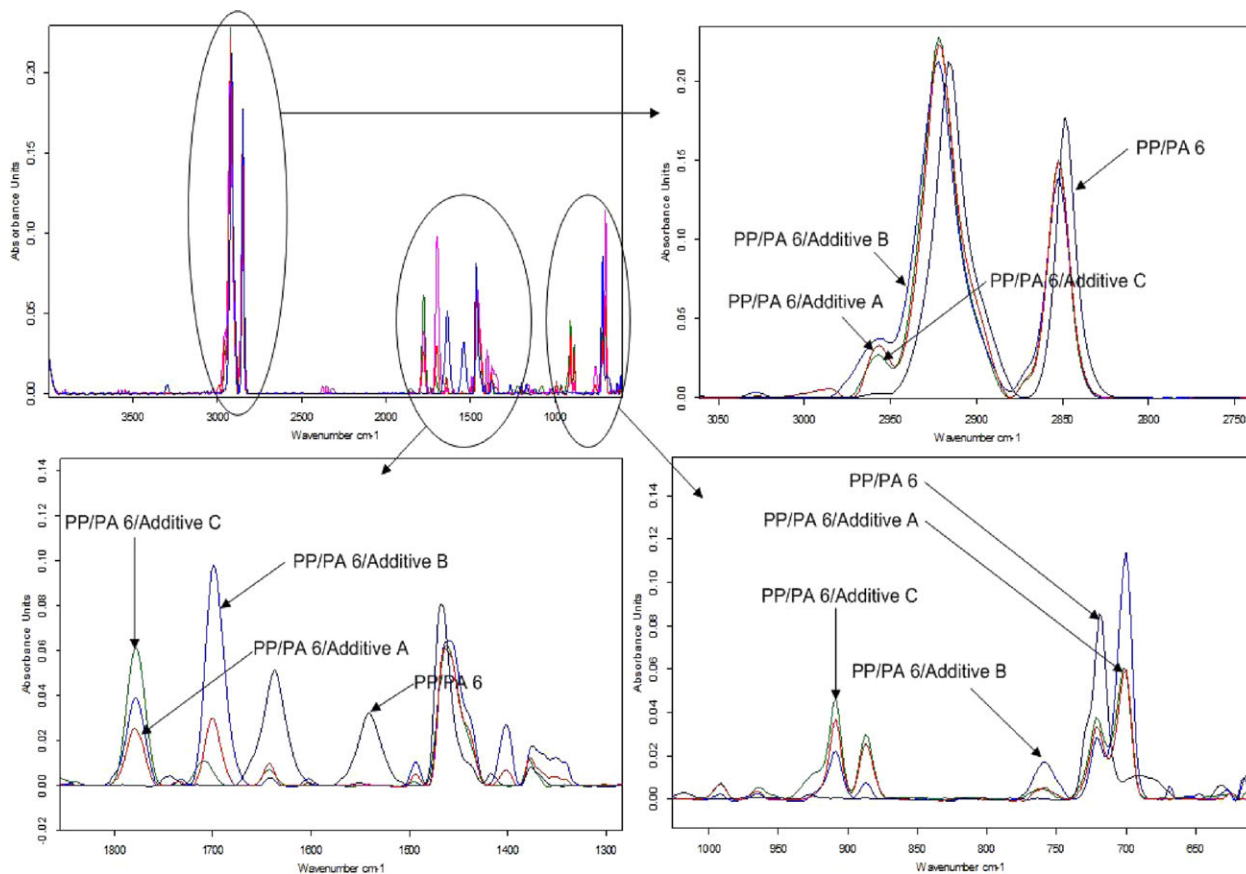 0.20
0.15
0.10
0.05
0.00
Absorbance Units
3500
3000
2500
2000
1500
1000
Wavenumber cm-1
0.20
0.15
0.10
0.05
0.00
Absorbance Units
PP/PA 6
PP/PA 6/Additive B
PP/PA 6/Additive C
PP/PA 6/Additive A
3050
3000
2950
2900
2850
2800
2750
Wavenumber cm-1
0.14
0.12
0.10
0.08
0.06
0.04
0.02
0.00
-0.02
Absorbance Units
PP/PA 6/Additive C
PP/PA 6/Additive B
PP/PA 6/Additive A
PP/PA 6
1800
1700
1600
1500
1400
1300
Wavenumber cm-1
0.14
0.12
0.10
0.08
0.06
0.04
0.02
0.00
Absorbance Units
PP/PA 6
PP/PA 6/Additive A
PP/PA 6/Additive C
PP/PA 6/Additive B
1000
950
900
850
800
750
700
650
Wavenumber cm-1